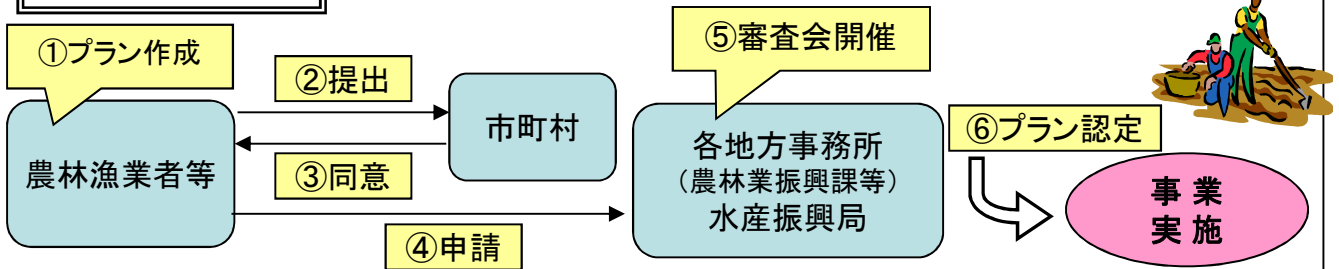 ①プラン作成
②提出
⑤審査会開催
農林漁業者等
市町村
③同意
④申請
各地方事務所
（農林業振興課等）
水産振興局
⑥プラン認定
事業
実施